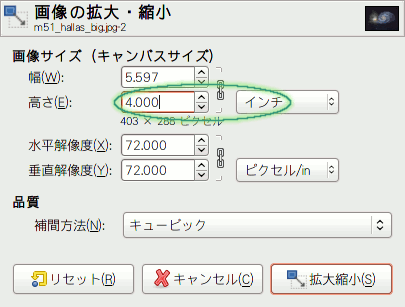 画像の拡大・縮小
m51_hallas_big.jpg-2
画像サイズ (キャンバスサイズ)
幅(W): 5.597
高さ(E): 4.000 インチ
403 × 288 ピクセル
水平解像度(X): 72.000
垂直解像度(Y): 72.000 ピクセル/in
品質
補間方法(N): キュービック
リセット(R) キャンセル(C) 拡大縮小(S)